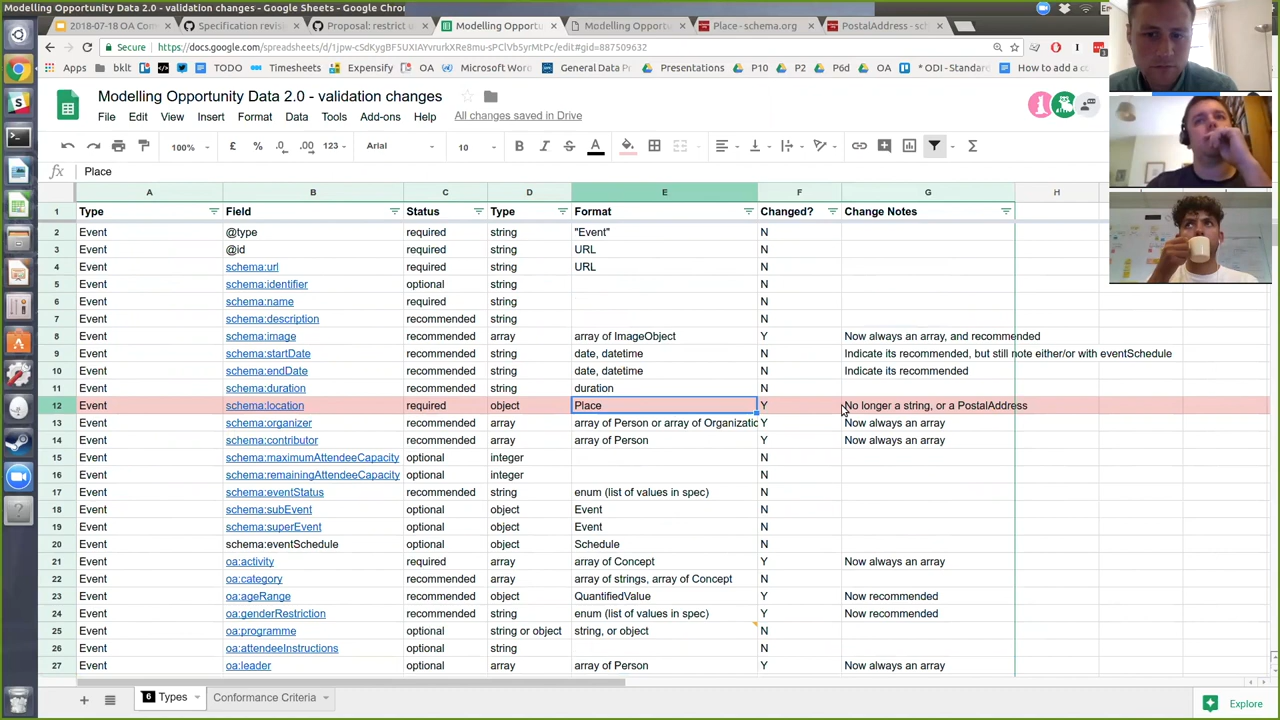 Modelling Opportunity Data 2.0 - validation changes - Google Sheets - Google Chro
2018-07-18 OA Com
Specification revis
Proposal: restrict u
Modelling Opportun
Modelling Opportun
Place - schema.org
PostalAddress - sc
Secure
Apps
bklt
TODO
Timesheets
Expensify
OA
Microsoft Word
General Data P
Presentations
P10
P2
P6d
OA
* ODI - Standard
How to add a c
Modelling Opportunity Data 2.0 - validation changes
File Edit View Insert Format Data Tools Add-ons Help All changes saved in Drive
100% £ % .0 .00 123 Arial 10 B I S A Σ
fx Place
A B C D E F G H
1 Type Field Status Type Format Changed? Change Notes
2 Event @type required string "Event" N
3 Event @id required string URL N
4 Event schema:url required string URL N
5 Event schema:identifier optional string N
6 Event schema:name required string N
7 Event schema:description recommended string N
8 Event schema:image recommended array array of ImageObject Y Now always an array, and recommended
9 Event schema:startDate recommended string date, datetime N Indicate its recommended, but still note either/or with eventSchedule
10 Event schema:endDate recommended string date, datetime N Indicate its recommended
11 Event schema:duration recommended string duration N
12 Event schema:location required object Place Y No longer a string, or a PostalAddress
13 Event schema:organizer recommended array array of Person or array of Organizatic Y Now always an array
14 Event schema:contributor recommended array array of Person Y Now always an array
15 Event schema:maximumAttendeeCapacity optional integer N
16 Event schema:remainingAttendeeCapacity optional integer N
17 Event schema:eventStatus recommended string enum (list of values in spec) N
18 Event schema:subEvent optional object Event N
19 Event schema:superEvent optional object Event N
20 Event schema:eventSchedule optional object Schedule N
21 Event oa:activity required array array of Concept Y Now always an array
22 Event oa:category recommended array array of strings, array of Concept N
23 Event oa:ageRange recommended object QuantifiedValue Y Now recommended
24 Event oa:genderRestriction recommended string enum (list of values in spec) Y Now recommended
25 Event oa:programme optional string or object string, or object N
26 Event oa:attendeeInstructions optional string N
27 Event oa:leader optional array array of Person Y Now always an array
6 Types
Conformance Criteria
Explore